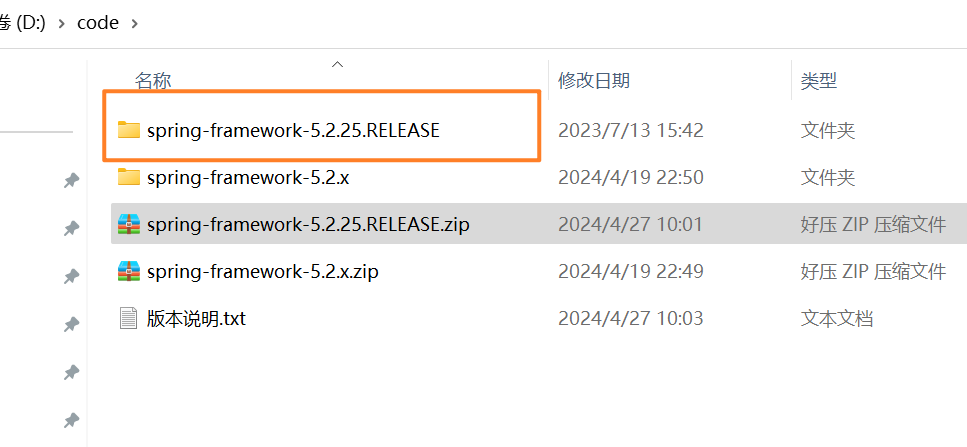 卷 (D:) > code >
名称 修改日期 类型
spring-framework-5.2.25.RELEASE 2023/7/13 15:42 文件夹
spring-framework-5.2.x 2024/4/19 22:50 文件夹
spring-framework-5.2.25.RELEASE.zip 2024/4/27 10:01 好压 ZIP 压缩文件
spring-framework-5.2.x.zip 2024/4/19 22:49 好压 ZIP 压缩文件
版本说明.txt 2024/4/27 10:03 文本文档